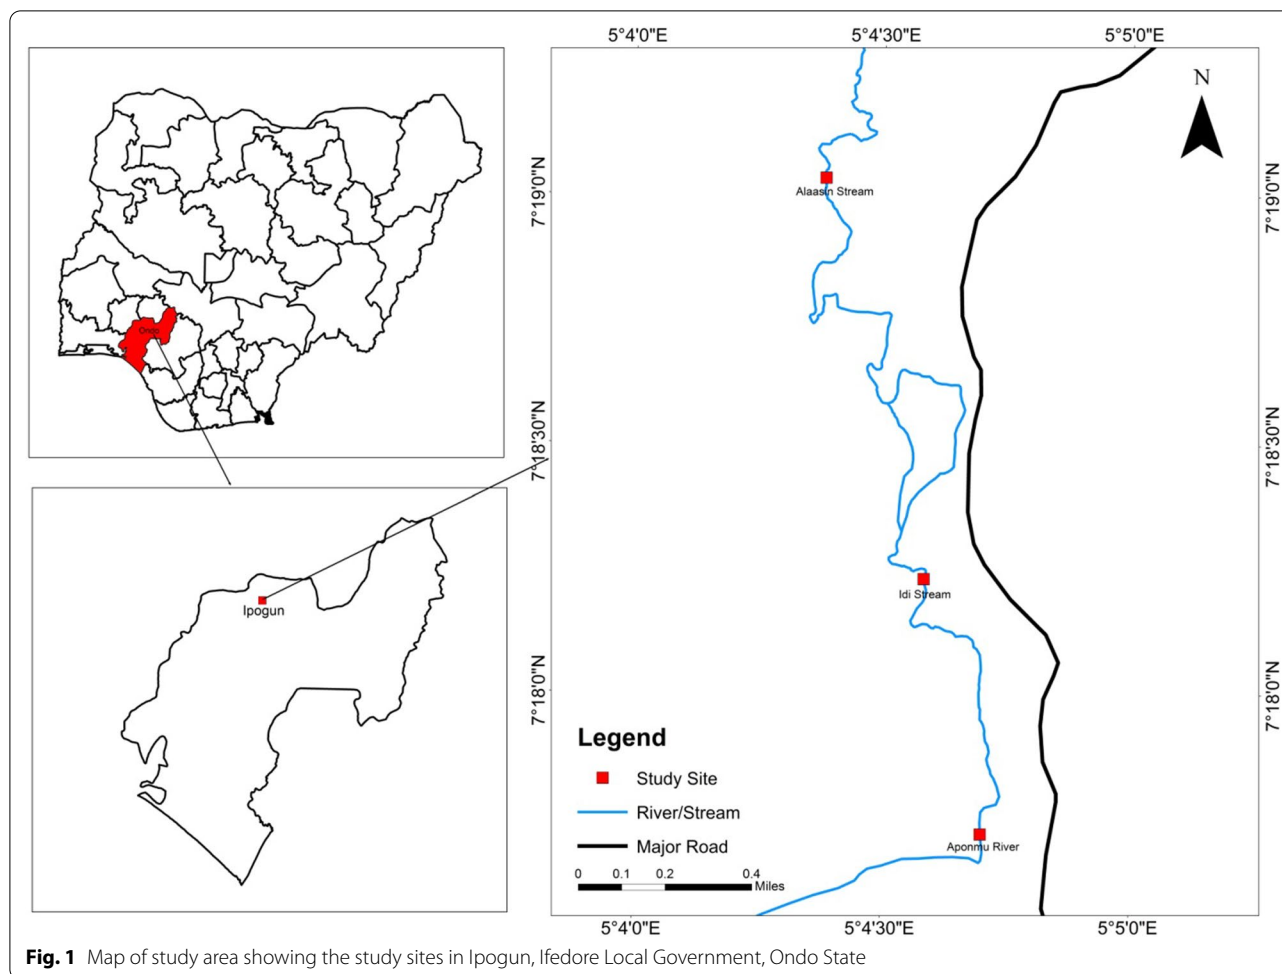 5°4'0"E
5°4'30"E
5°5'0"E
N
7°19'0"N
7°19'0"N
Alaasin Stream
Ondo
7°18'30"N
7°18'30"N
Idi Stream
Ipogun
7°18'0"N
7°18'0"N
Legend
Study Site
River/Stream
Major Road
Aponmu River
0 0.1 0.2 0.4
Miles
5°4'0"E
5°4'30"E
5°5'0"E
Fig. 1 Map of study area showing the study sites in Ipogun, Ifedore Local Government, Ondo State